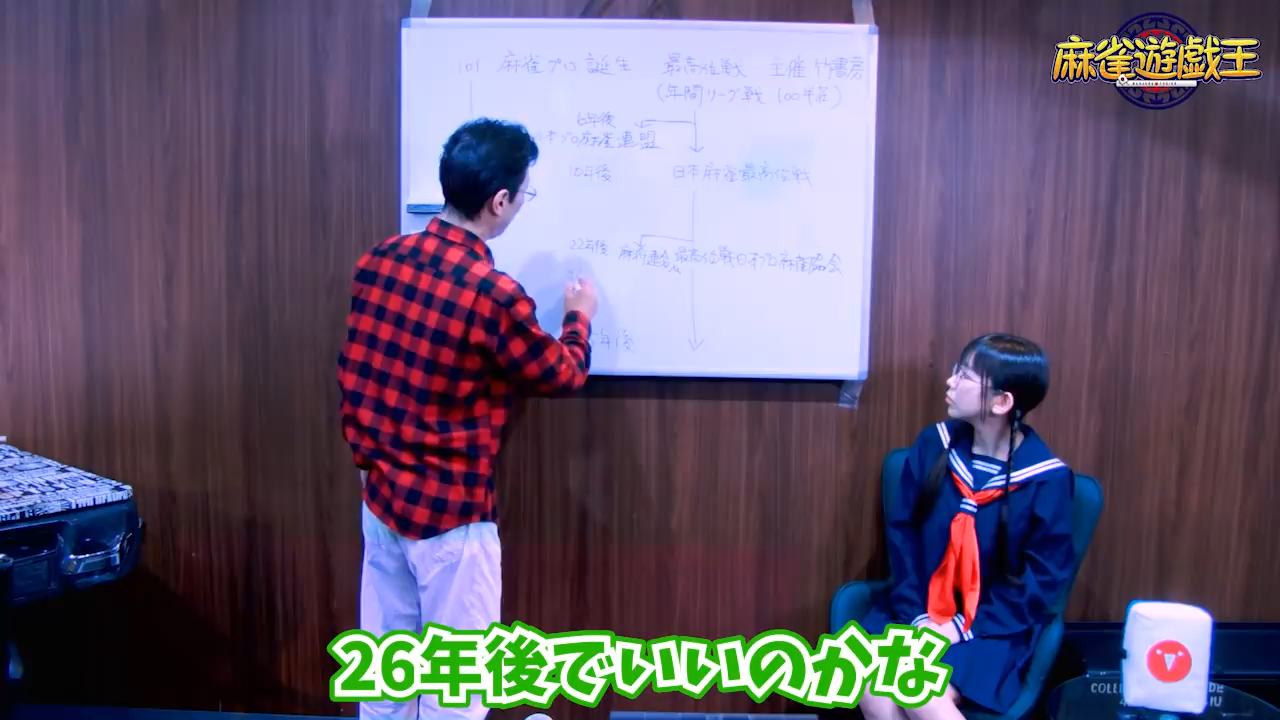 101 麻雀プロ誕生 最高位戦 主催 竹書房
(年間リーグ戦 100半荘)
6年後
本プロ麻雀連盟
10年後 日本麻雀最高位戦
22年後 麻将連合 最高位戦日本プロ麻雀協会
年後
麻雀遊戯王
26年後でいいのかな